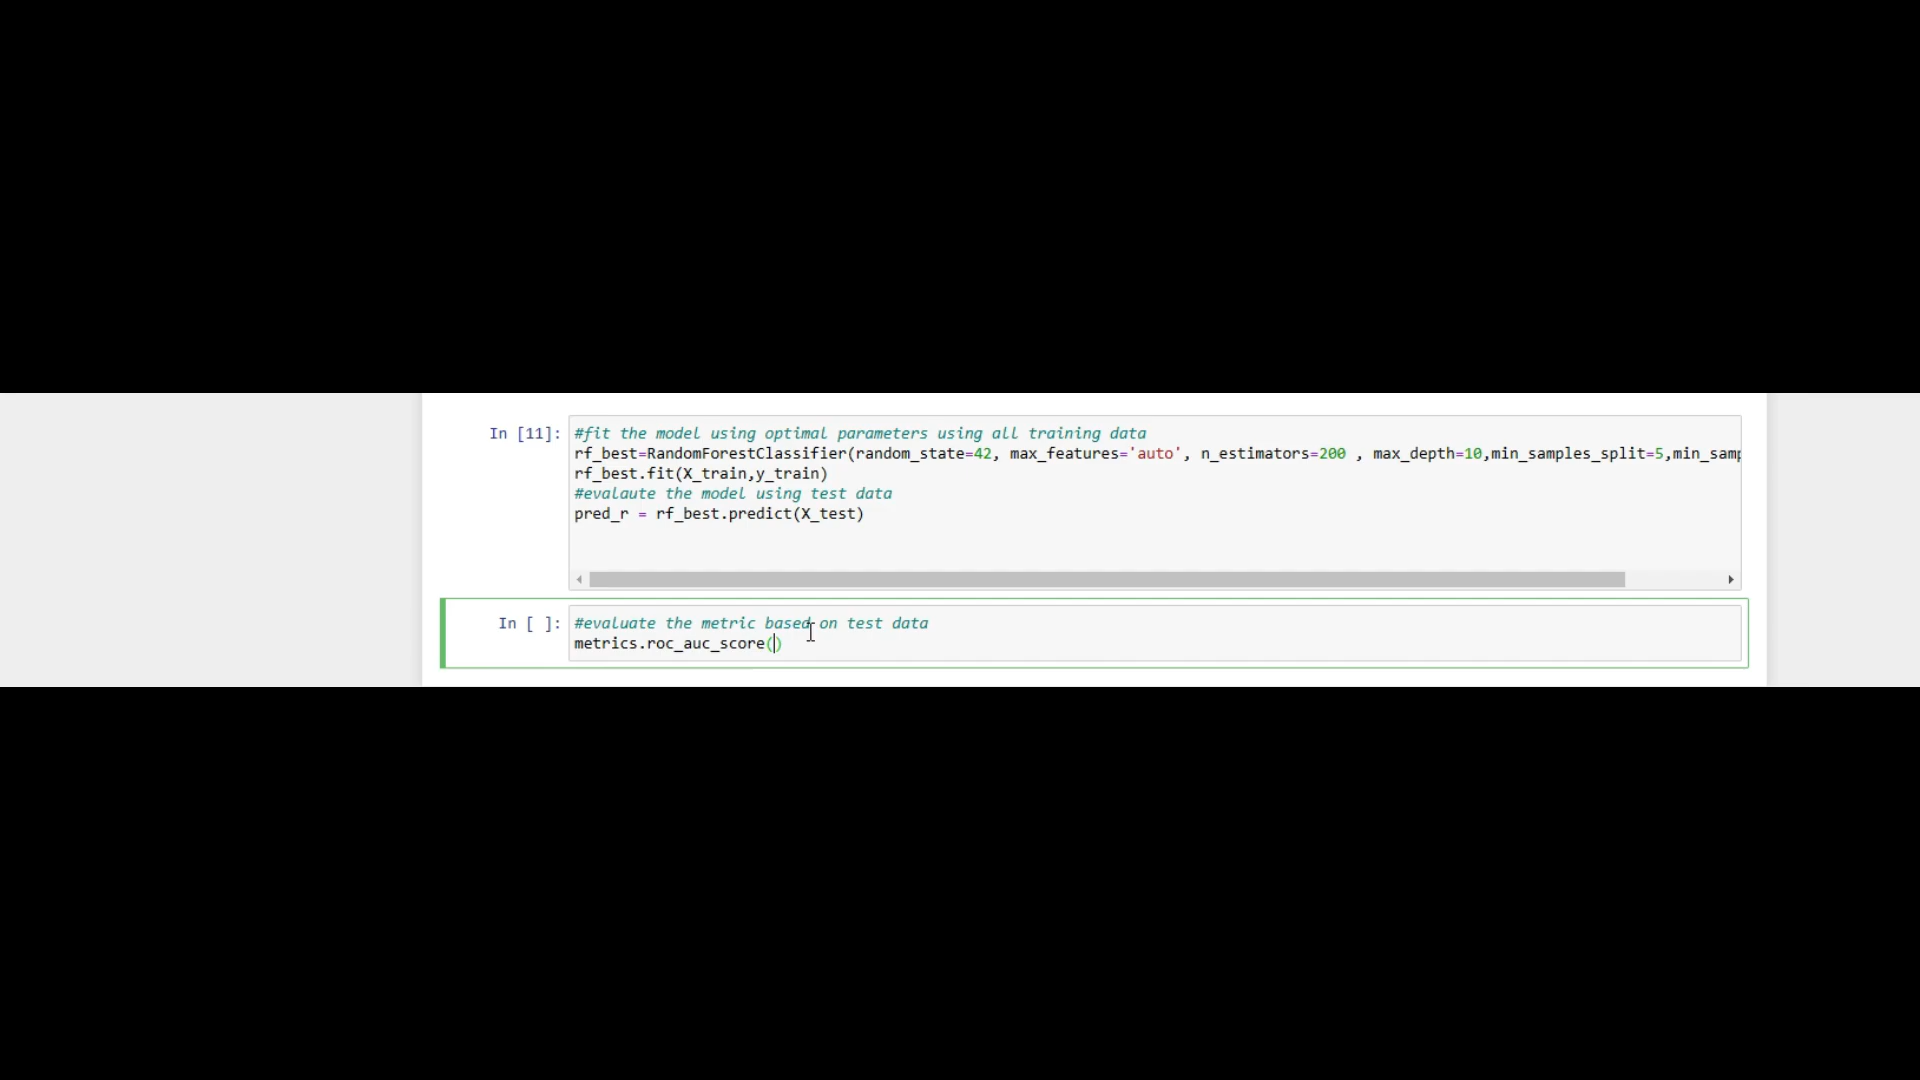 In [11]: #fit the model using optimal parameters using all training data
rf_best=RandomForestClassifier(random_state=42, max_features='auto', n_estimators=200 , max_depth=10,min_samples_split=5,min_samp
rf_best.fit(X_train,y_train)
#evalaute the model using test data
pred_r = rf_best.predict(X_test)
In [ ]: #evaluate the metric based on test data
metrics.roc_auc_score()